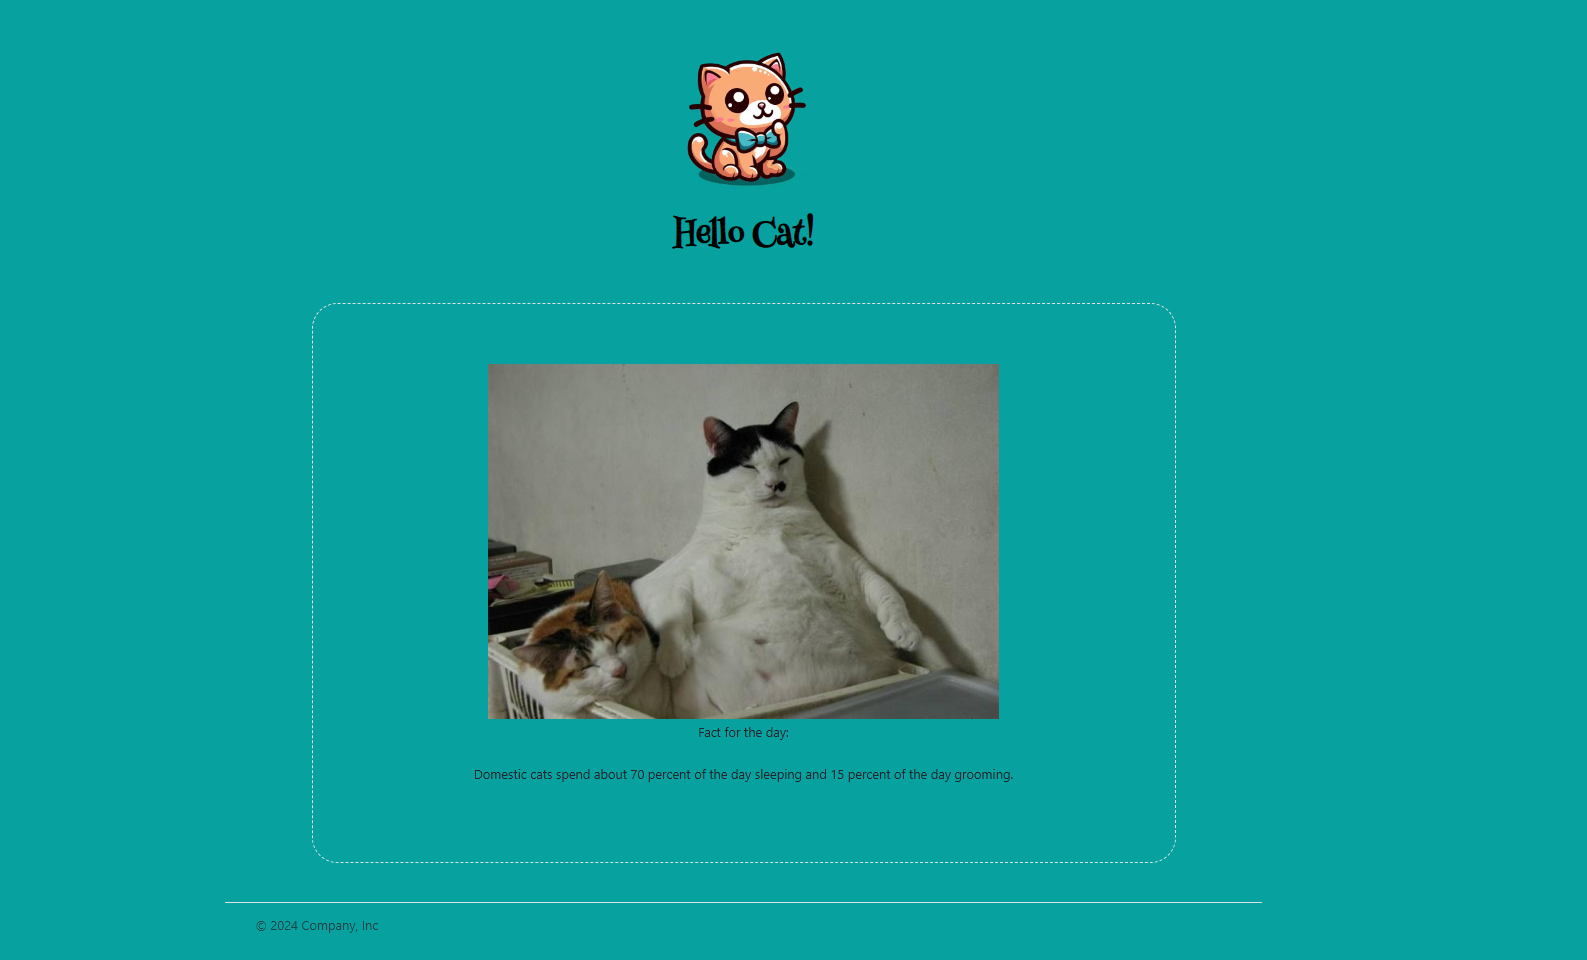 Hello Cat!
Fact for the day:
Domestic cats spend about 70 percent of the day sleeping and 15 percent of the day grooming.
© 2024 Company, Inc